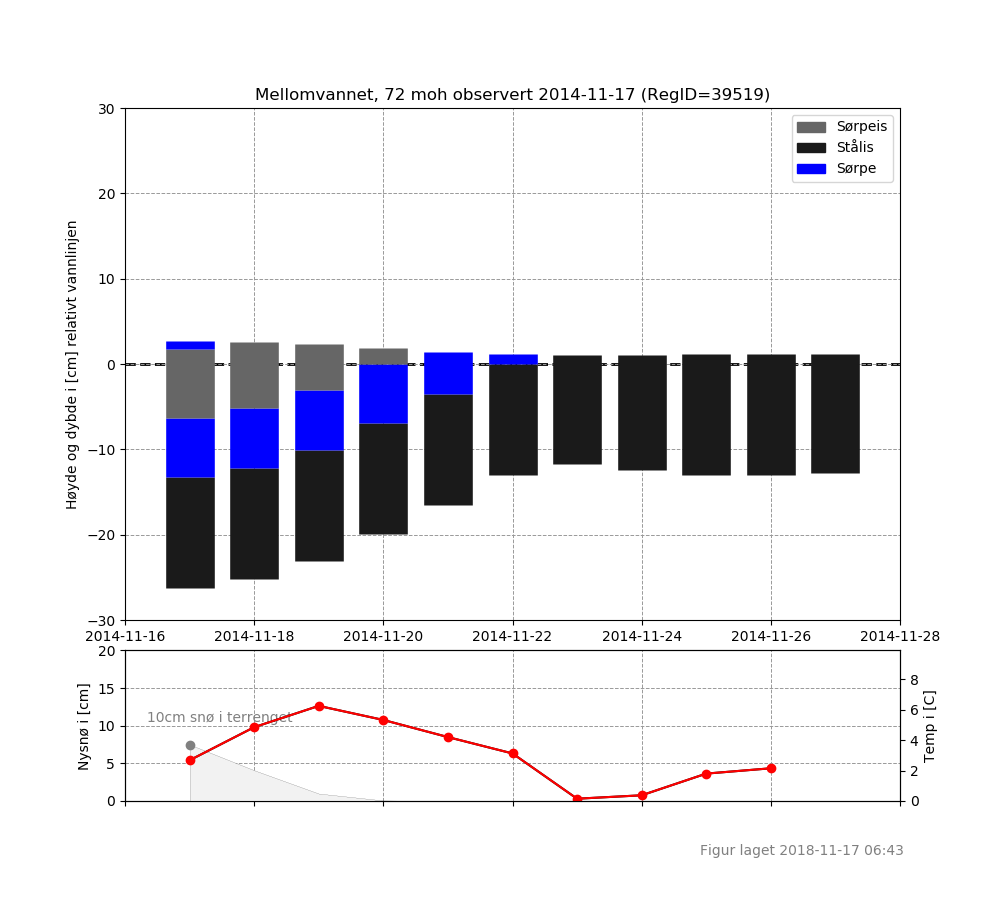 Mellomvannet, 72 moh observert 2014-11-17 (RegID=39519)
Høyde og dybde i [cm] relativt vannlinjen
30
20
10
0
−10
−20
−30
Sørpeis
Stålis
Sørpe
2014-11-16 2014-11-18 2014-11-20 2014-11-22 2014-11-24 2014-11-26 2014-11-28
Nysnø i [cm]
20
15
10
5
0
10cm snø i terrenget
8
6
4
2
0
Temp i [C]
Figur laget 2018-11-17 06:43